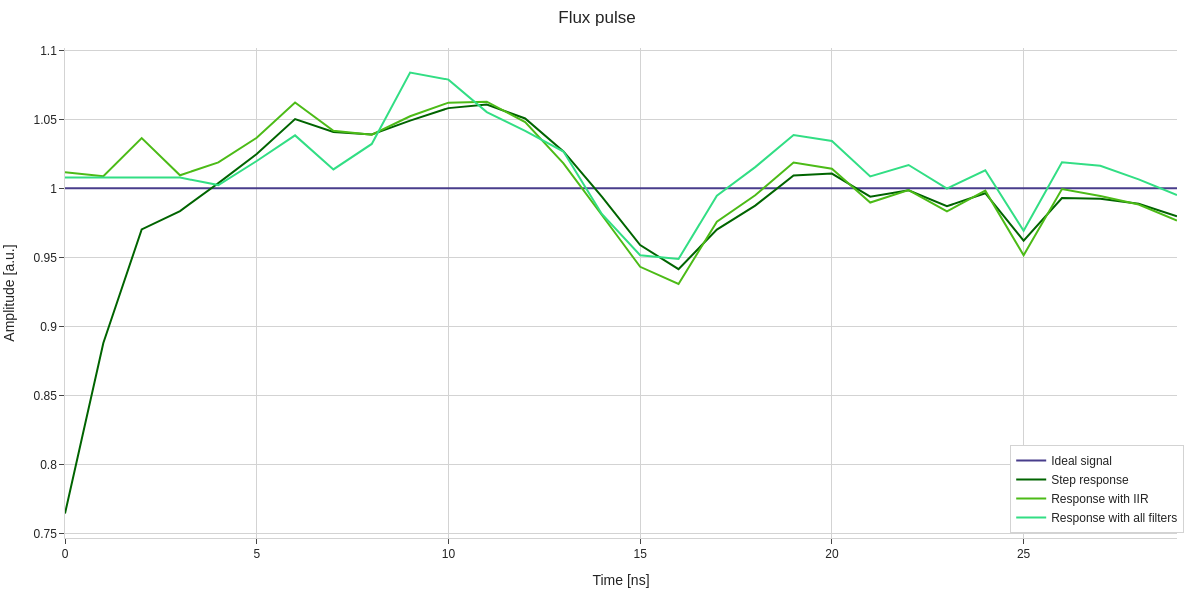 Flux pulse
1.1
1.05
1
0.95
0.9
0.85
0.8
0.75
Amplitude [a.u.]
0
5
10
15
20
25
Time [ns]
Ideal signal
Step response
Response with IIR
Response with all filters